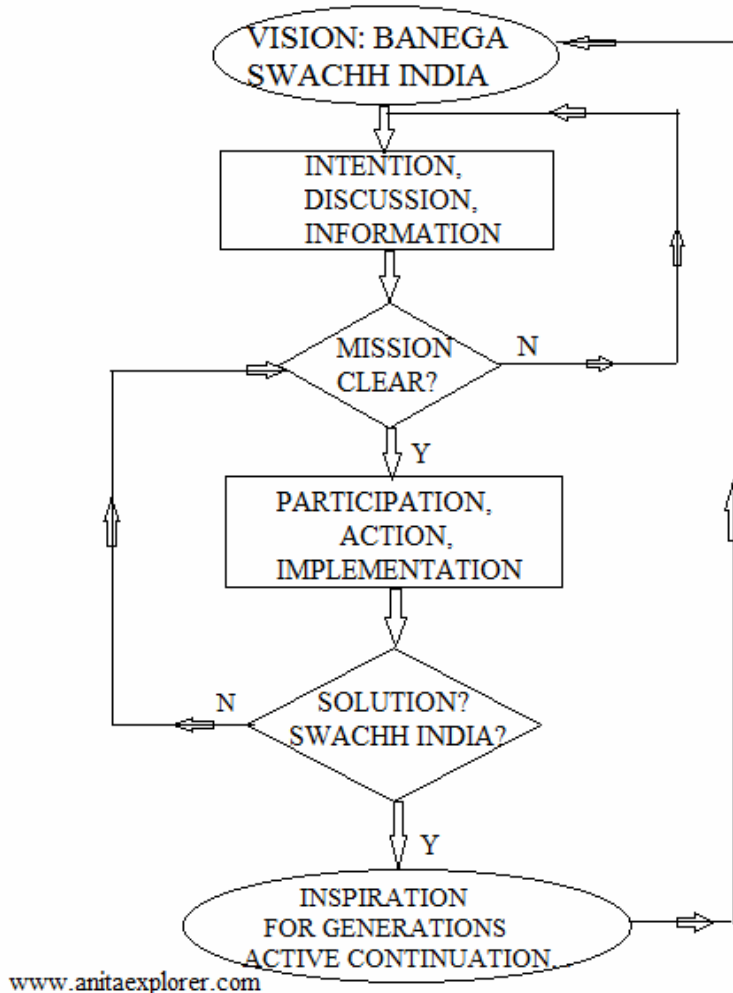 VISION: BANEGA
SWACHH INDIA
INTENTION,
DISCUSSION,
INFORMATION
MISSION
CLEAR?
N
Y
PARTICIPATION,
ACTION,
IMPLEMENTATION
SOLUTION?
SWACHH INDIA?
N
Y
INSPIRATION
FOR GENERATIONS
ACTIVE CONTINUATION
www.anitaexplorer.com